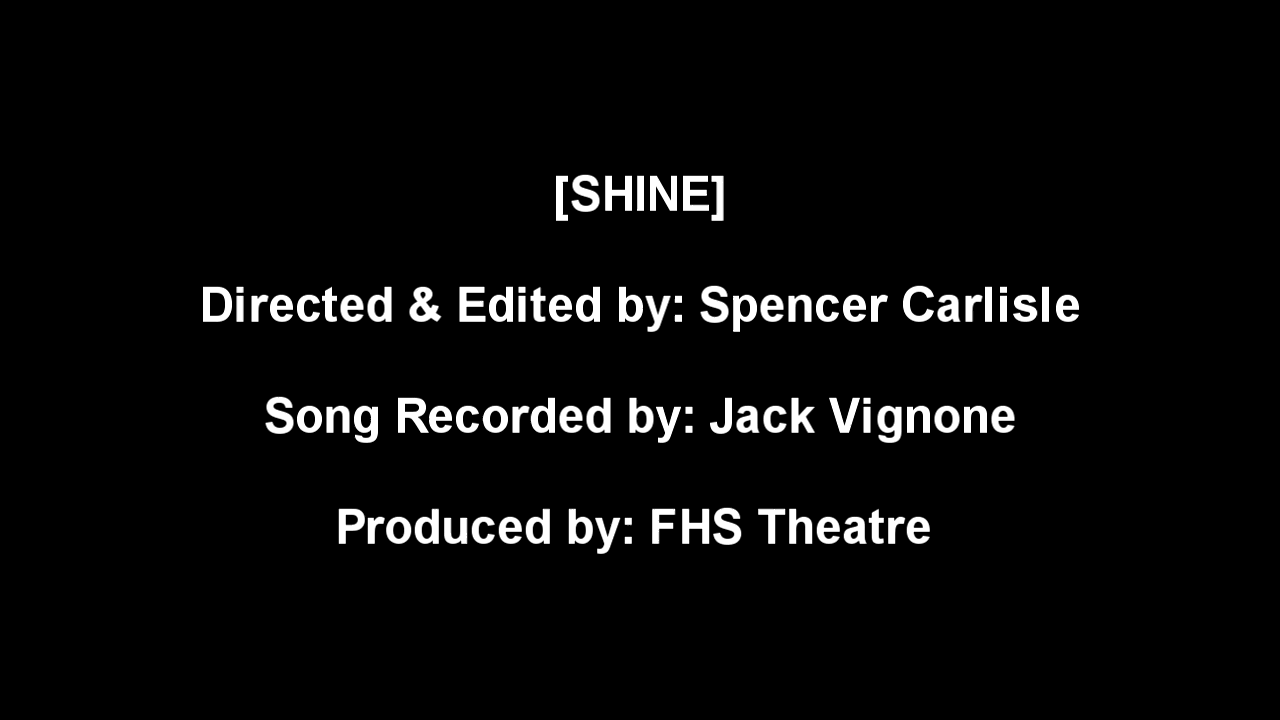 [SHINE]
Directed & Edited by: Spencer Carlisle
Song Recorded by: Jack Vignone
Produced by: FHS Theatre